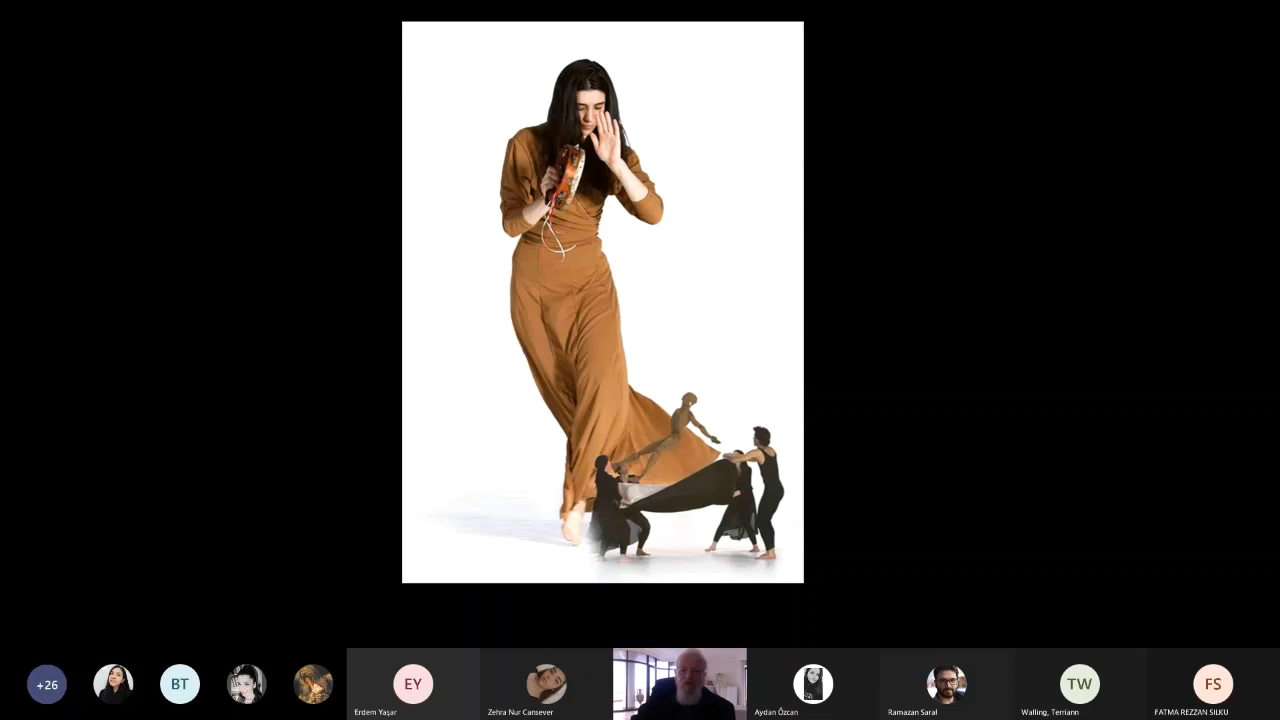 +26
BT
EY
Erdem Yaşar
Zehra Nur Cansever
Aydan Özcan
Ramazan Saral
TW
Walling, Terriann
FS
FATMA REZZAN SILKU